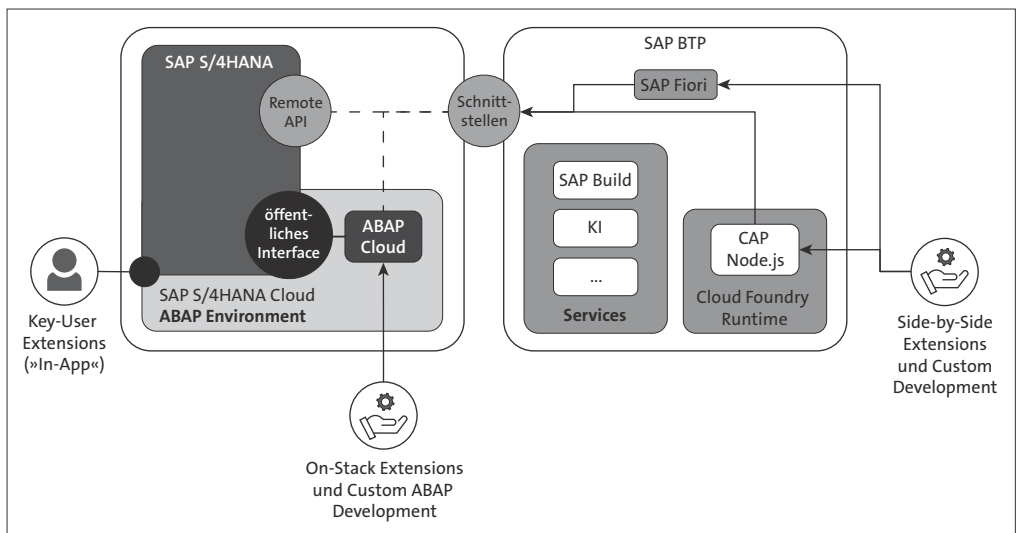 SAP S/4HANA
Remote
API
öffent-
liches
Interface
ABAP
Cloud
SAP S/4HANA Cloud
ABAP Environment
Key-User
Extensions
(»In-App«)
On-Stack Extensions
und Custom ABAP
Development
Schnitt-
stellen
SAP BTP
SAP Fiori
SAP Build
KI
...
Services
CAP
Node.js
Cloud Foundry
Runtime
Side-by-Side
Extensions
und Custom
Development